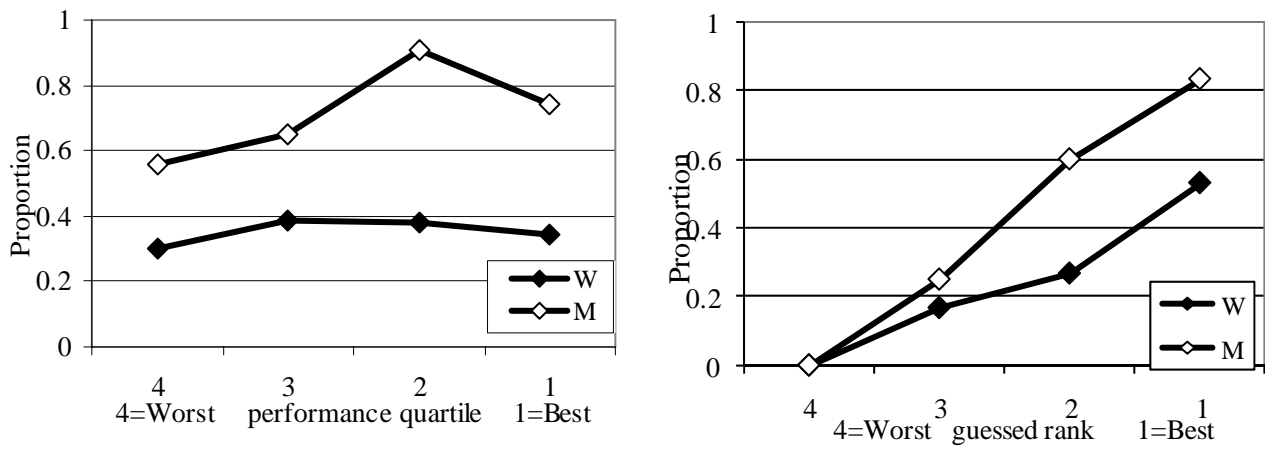 1
0.8
0.6
0.4
0.2
0
Proportion
W
M
4 3 2 1
4=Worst performance quartile 1=Best
1
0.8
0.6
0.4
0.2
0
Proportion
W
M
4 3 2 1
4=Worst guessed rank 1=Best